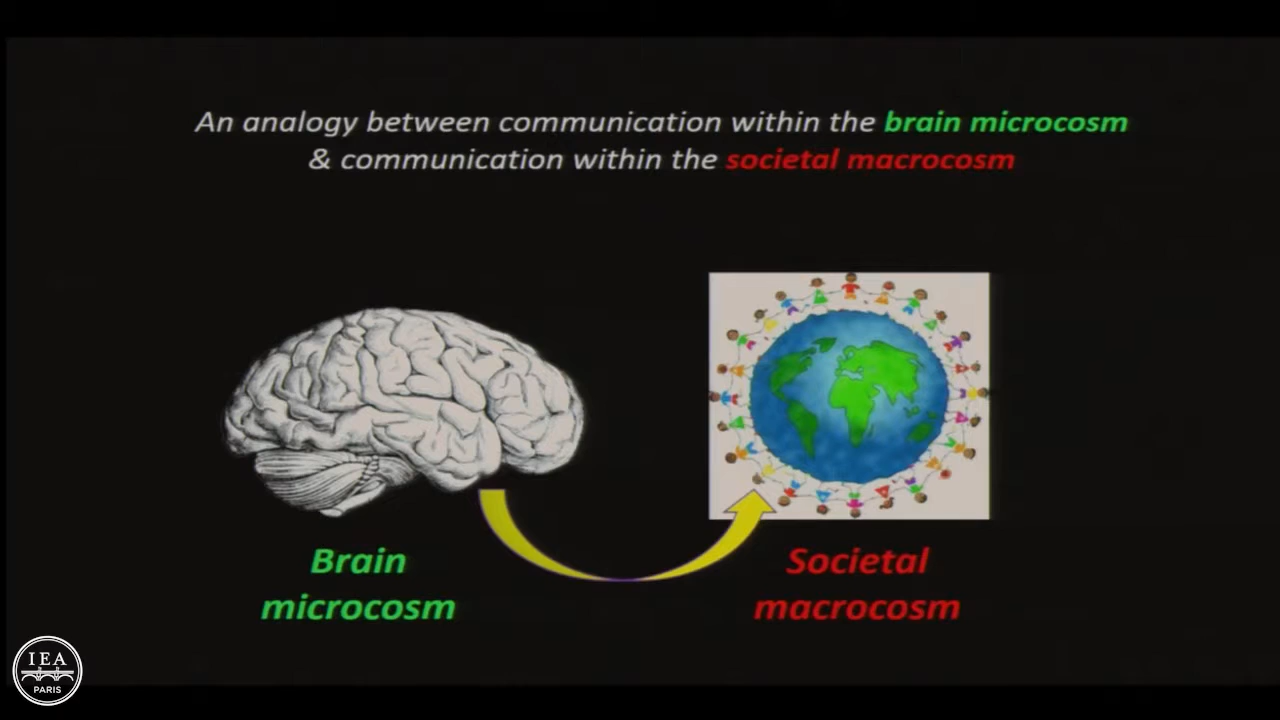 An analogy between communication within the brain microcosm
& communication within the societal macrocosm
Brain
microcosm
Societal
macrocosm
IEA
PARIS